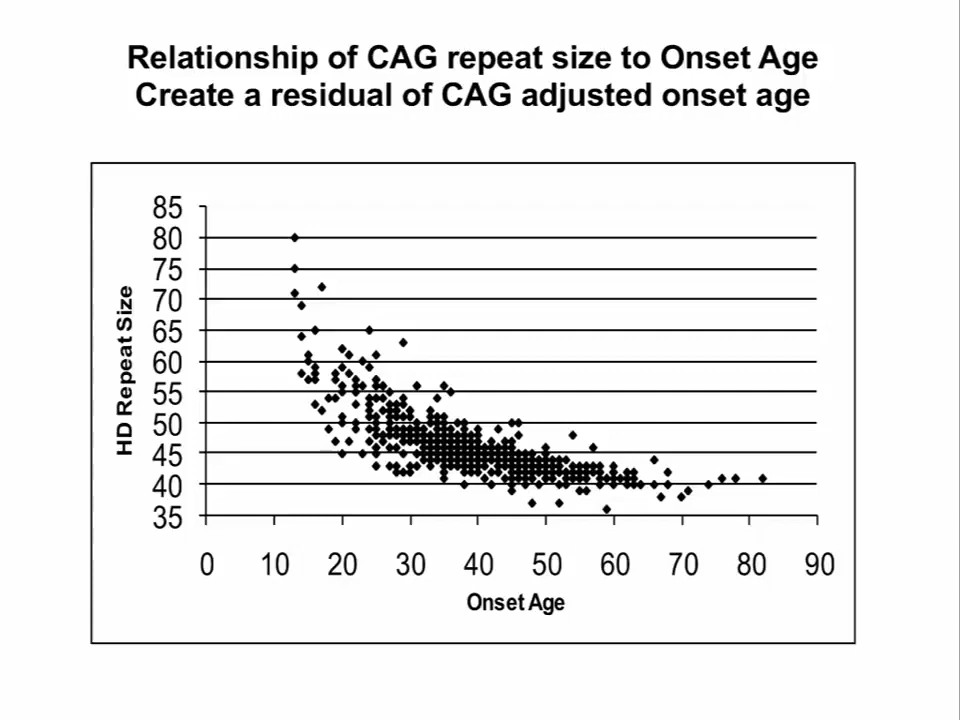 Relationship of CAG repeat size to Onset Age
Create a residual of CAG adjusted onset age
85
80
75
70
65
60
55
50
45
40
35
HD Repeat Size
0 10 20 30 40 50 60 70 80 90
Onset Age